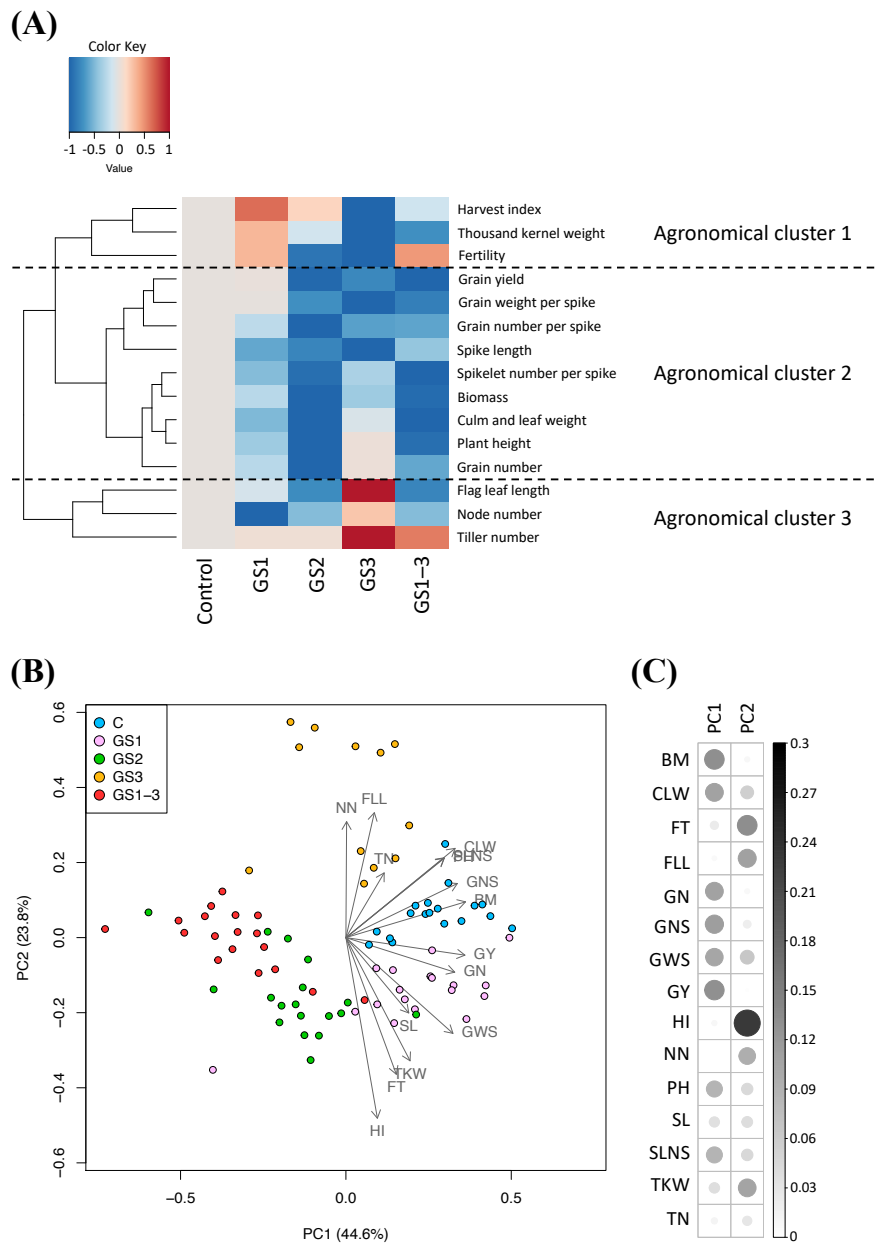 (A)
Color Key
-1 -0.5 0 0.5 1
Value
Harvest index
Thousand kernel weight
Agronomical cluster 1
Fertility
Grain yield
Grain weight per spike
Grain number per spike
Spike length
Spikelet number per spike
Agronomical cluster 2
Biomass
Culm and leaf weight
Plant height
Grain number
Flag leaf length
Node number
Agronomical cluster 3
Tiller number
Control GS1 GS2 GS3 GS1–3
(B)
C
GS1
GS2
GS3
GS1−3
NN
FLL
TN
CLW
SLNS
GNS
BM
GY
GN
SL
GWS
TKW
FT
HI
0.6
0.4
0.2
0.0
−0.2
−0.4
−0.6
PC2 (23.8%)
−0.5 0.0 0.5
PC1 (44.6%)
(C)
PC1 PC2
BM
CLW
FT
FLL
GN
GNS
GWS
GY
HI
NN
PH
SL
SLNS
TKW
TN
0.3
0.27
0.24
0.21
0.18
0.15
0.12
0.09
0.06
0.03
0